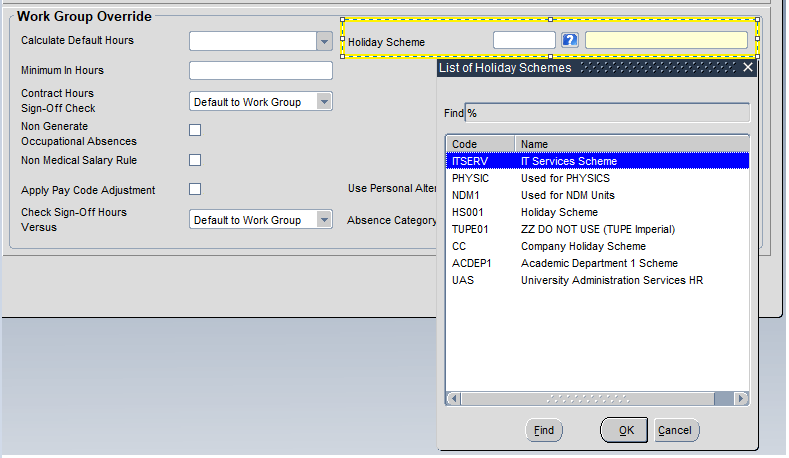 Work Group Override
Calculate Default Hours
Holiday Scheme
?
Minimum In Hours
Contract Hours
Sign-Off Check
Default to Work Group
Non Generate
Occupational Absences
Non Medical Salary Rule
Apply Pay Code Adjustment
Use Personal Alter
Check Sign-Off Hours
Versus
Default to Work Group
Absence Category
List of Holiday Schemes
Find %
Code Name
ITSERV IT Services Scheme
PHYSIC Used for PHYSICS
NDM1 Used for NDM Units
HS001 Holiday Scheme
TUPE01 ZZ DO NOT USE (TUPE Imperial)
CC Company Holiday Scheme
ACDEP1 Academic Department 1 Scheme
UAS University Administration Services HR
Find OK Cancel